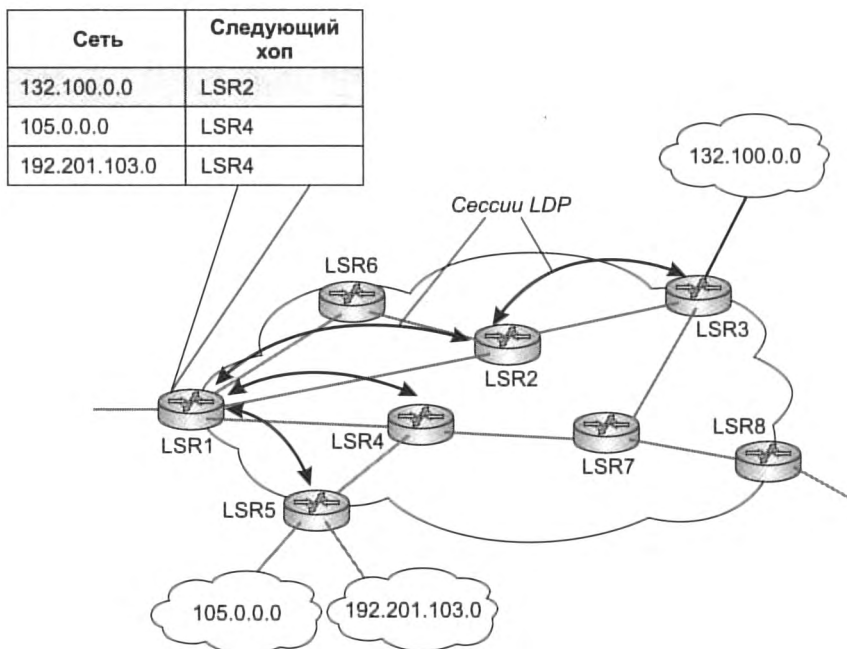 Сеть Следующий хоп
132.100.0.0 LSR2
105.0.0.0 LSR4
192.201.103.0 LSR4
132.100.0.0
Сессии LDP
LSR6
LSR3
LSR2
LSR1
LSR4
LSR7
LSR8
LSR5
105.0.0.0
192.201.103.0